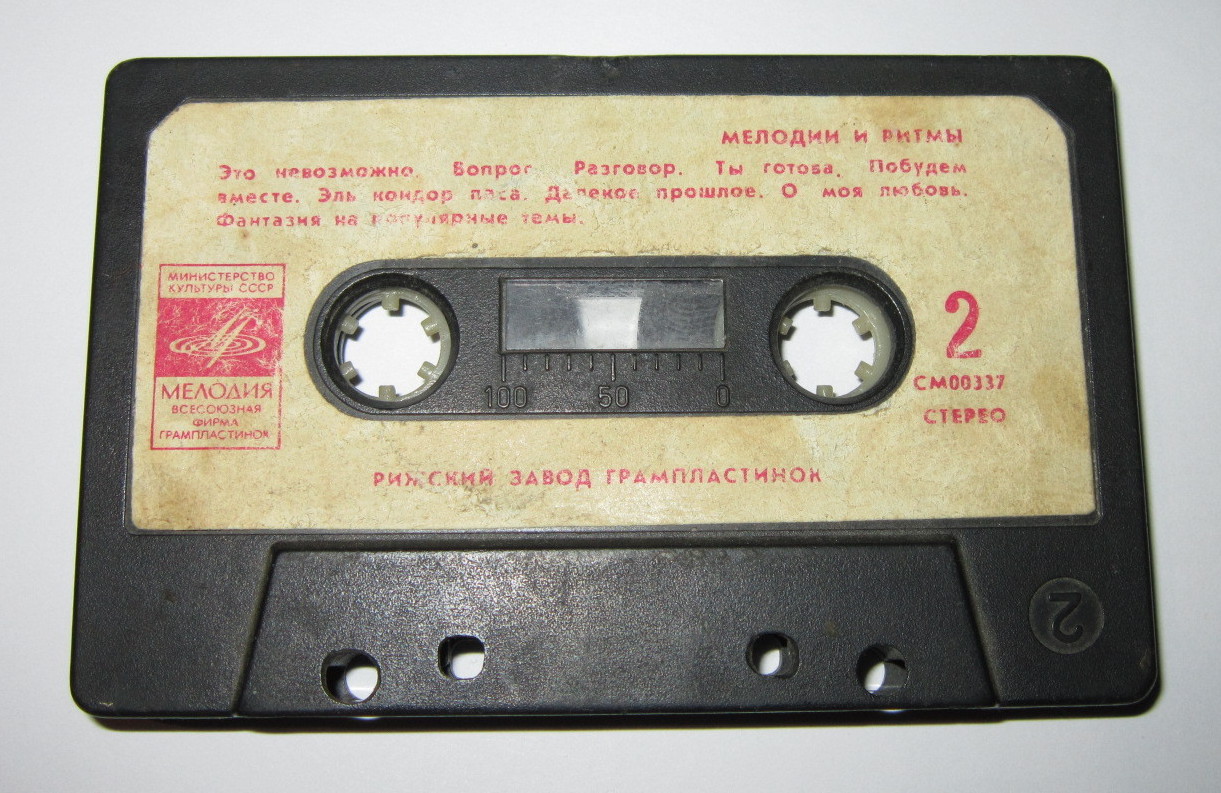 МЕЛОДИИ И РИТМЫ
Это невозможно. Вопрос. Разговор. Ты готова. Побудем
вместе. Эль кондор паса. Далекое прошлое. О моя любовь.
Фантазия на популярные темы.
МИНИСТЕРСТВО
КУЛЬТУРЫ СССР
МЕЛОДИЯ
ВСЕСОЮЗНАЯ
ФИРМА
ГРАМПЛАСТИНОК
100 50 0
2
СМ00337
СТЕРЕО
РИЖСКИЙ ЗАВОД ГРАМПЛАСТИНОК
2